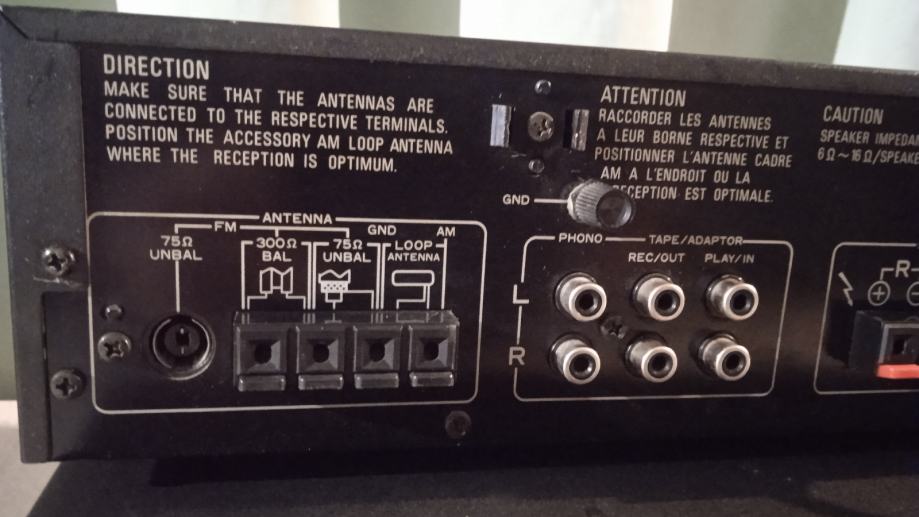 DIRECTION
MAKE SURE THAT THE ANTENNAS ARE
CONNECTED TO THE RESPECTIVE TERMINALS.
POSITION THE ACCESSORY AM LOOP ANTENNA
WHERE THE RECEPTION IS OPTIMUM.
ATTENTION
RACCORDER LES ANTENNES
A LEUR BORNE RESPECTIVE ET
POSITIONNER L'ANTENNE CADRE
AM A L'ENDROIT OU LA
RECEPTION EST OPTIMALE.
CAUTION
SPEAKER
6Ω~16Ω/SPEAKE
GND
ANTENNA
FM
GND
AM
75Ω
UNBAL
300Ω
BAL
75Ω
UNBAL
LOOP
ANTENNA
PHONO
TAPE/ADAPTOR
REC/OUT
PLAY/IN
L
R
R